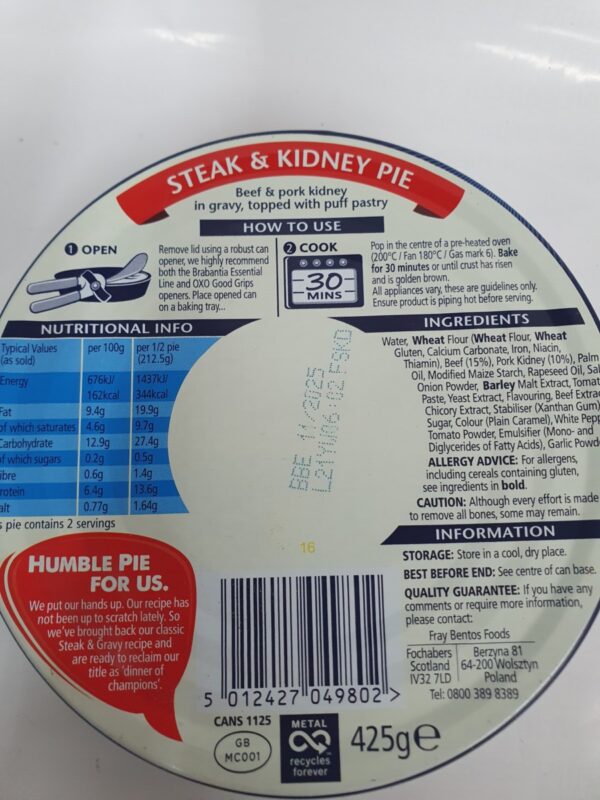 STEAK & KIDNEY PIE
Beef & pork kidney
in gravy, topped with puff pastry
HOW TO USE
1 OPEN
Remove lid using a robust can
opener, we highly recommend
both the Brabantia Essential
Line and OXO Good Grips
openers. Place opened can
on a baking tray...
2 COOK
30
MINS
Pop in the centre of a pre-heated oven
(200°C / Fan 180°C / Gas mark 6). Bake
for 30 minutes or until crust has risen
and is golden brown.
All appliances vary, these are guidelines only.
Ensure product is piping hot before serving.
NUTRITIONAL INFO
Typical Values per 100g per 1/2 pie
(as sold) (212.5g)
Energy 676kJ/ 1437kJ/
162kcal 344kcal
Fat 9.4g 19.9g
of which saturates 4.6g 9.7g
Carbohydrate 12.9g 27.4g
of which sugars 0.2g 0.5g
ibre 0.6g 1.4g
rotein 6.4g 13.6g
alt 0.77g 1.64g
s pie contains 2 servings
BBE 11/2025
16
INGREDIENTS
Water, Wheat Flour (Wheat Flour, Wheat
Gluten, Calcium Carbonate, Iron, Niacin,
Thiamin), Beef (15%), Pork Kidney (10%), Palm
Oil, Modified Maize Starch, Rapeseed Oil, Sal
Onion Powder, Barley Malt Extract, Tomat
Paste, Yeast Extract, Flavouring, Beef Extra
Chicory Extract, Stabiliser (Xanthan Gum)
Sugar, Colour (Plain Caramel), White Pepp
Tomato Powder, Emulsifier (Mono- and
Diglycerides of Fatty Acids), Garlic Powd
ALLERGY ADVICE: For allergens,
including cereals containing gluten,
see ingredients in bold.
CAUTION: Although every effort is made
to remove all bones, some may remain.
INFORMATION
STORAGE: Store in a cool, dry place.
BEST BEFORE END: See centre of can base.
QUALITY GUARANTEE: If you have any
comments or require more information,
please contact:
Fray Bentos Foods
Fochabers
Scotland
IV32 7LD
Berzyna 81
64-200 Wolsztyn
Poland
Tel: 0800 389 8389
HUMBLE PIE
FOR US.
We put our hands up. Our recipe has
not been up to scratch lately. So
we've brought back our classic
Steak & Gravy recipe and
are ready to reclaim our
title as 'dinner of
champions'.
5 012427 049802 >
CANS 1125
GB
MC001
METAL
recycles
forever
425g e